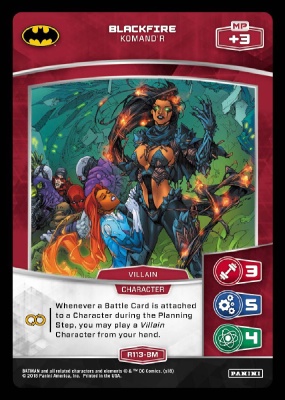 BLACKFIRE
KOMAND'R
MP
+3
VILLAIN
CHARACTER
Whenever a Battle Card is attached
to a Character during the Planning
Step, you may play a Villain
Character from your hand.
3
5
4
R113-BM
BATMAN and all related characters and elements © & ™ DC Comics. (s18)
© 2018 Panini America, Inc. Printed in the USA.
PANINI